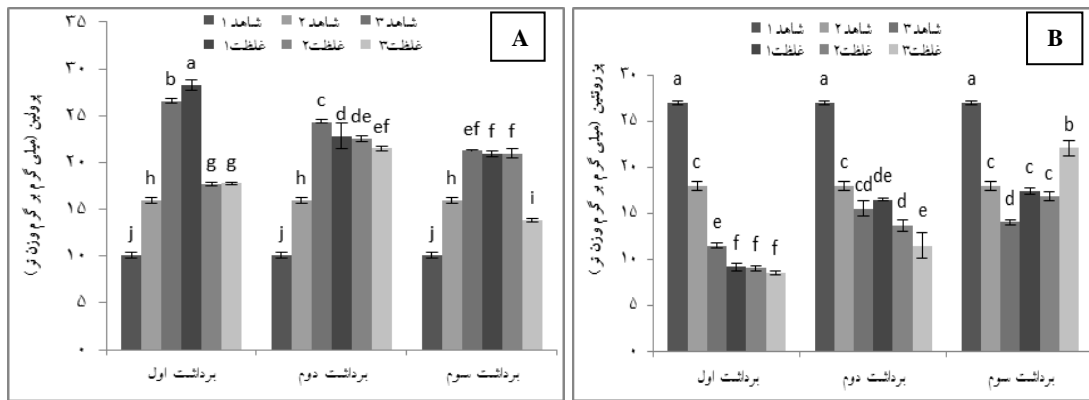 شاهد ۱ شاهد ۲ شاهد ۳
غلظت۱ غلظت۲ غلظت۳
A
پرولین (میلی گرم بر گرم وزن تر)
۳۵
۳۰
۲۵
۲۰
۱۵
۱۰
۵
۰
j h b a g g
j h c d de ef
j h ef f f i
برداشت اول برداشت دوم برداشت سوم
شاهد ۱ شاهد ۲ شاهد ۳
غلظت۱ غلظت۲ غلظت۳
B
پزروتئین (میلی گرم بر گرم وزن تر)
۳۰
۲۵
۲۰
۱۵
۱۰
۵
۰
a c e f f f
a c cd de d e
a c d c c b
برداشت اول برداشت دوم برداشت سوم